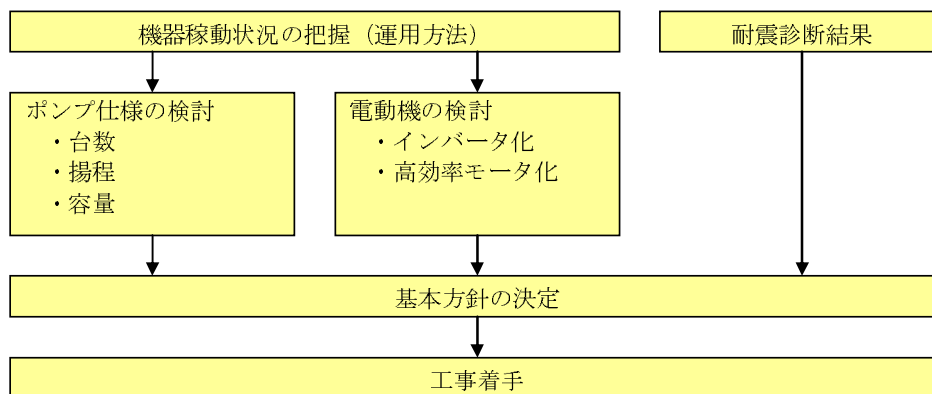 機器稼動状況の把握（運用方法）
耐震診断結果
ポンプ仕様の検討
・台数
・揚程
・容量
電動機の検討
・インバータ化
・高効率モータ化
基本方針の決定
工事着手